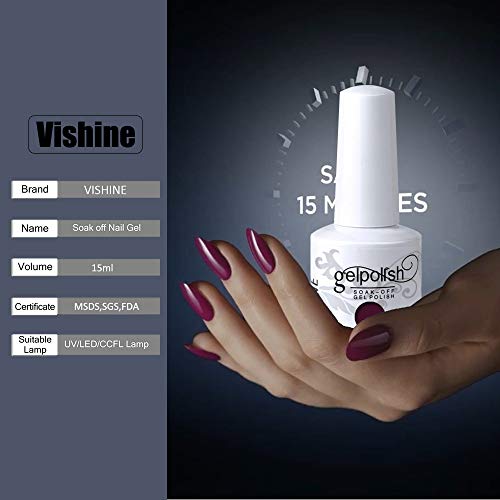 Vishine
Brand VISHINE
Name Soak off Nail Gel
Volume 15ml
Certificate MSDS,SGS,FDA
Suitable
Lamp UV/LED/CCFL Lamp
15
gelpolish
SOAK-OFF
GEL POLISH